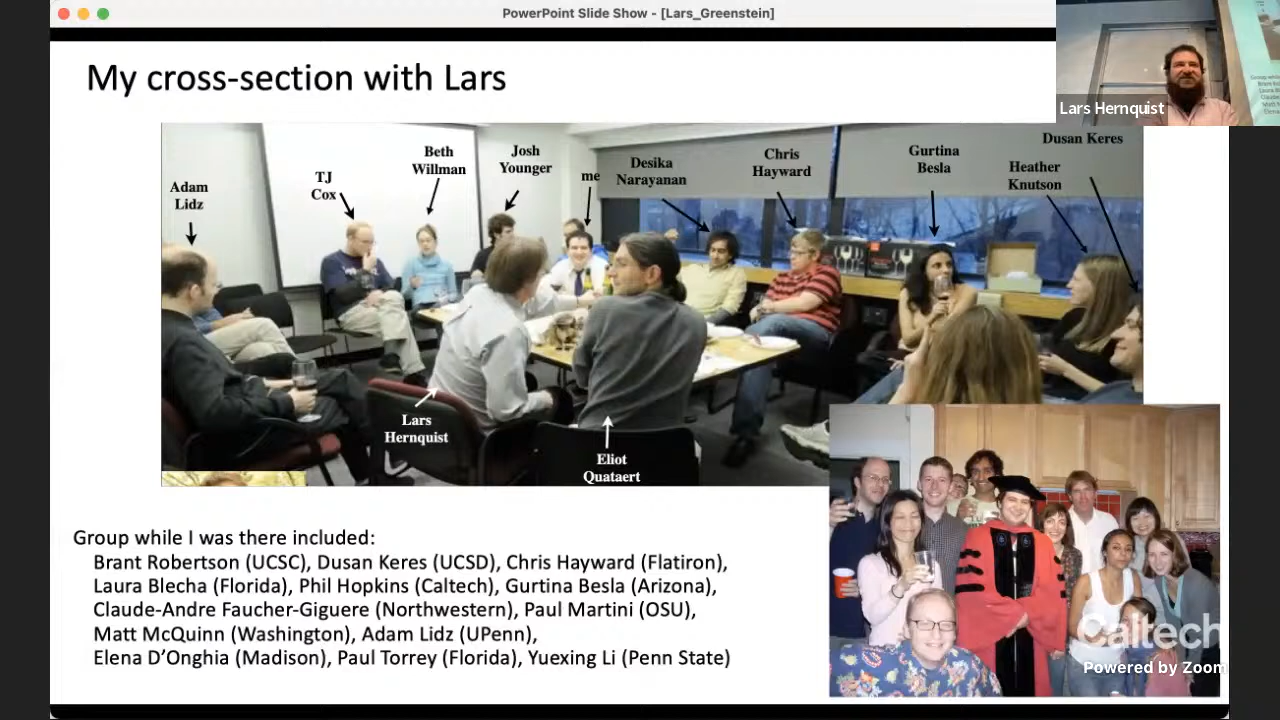 PowerPoint Slide Show - [Lars_Greenstein]
My cross-section with Lars
Lars Hernquist
Adam
Lidz
TJ
Cox
Beth
Willman
Josh
Younger
me
Desika
Narayanan
Chris
Hayward
Gurtina
Besla
Heather
Knutson
Dusan Keres
Lars
Hernquist
Eliot
Quataert
Group while I was there included:
Brant Robertson (UCSC), Dusan Keres (UCSD), Chris Hayward (Flatiron),
Laura Blecha (Florida), Phil Hopkins (Caltech), Gurtina Besla (Arizona),
Claude-Andre Faucher-Giguere (Northwestern), Paul Martini (OSU),
Matt McQuinn (Washington), Adam Lidz (UPenn),
Elena D’Onghia (Madison), Paul Torrey (Florida), Yuexing Li (Penn State)
Caltech
Powered by Zoom